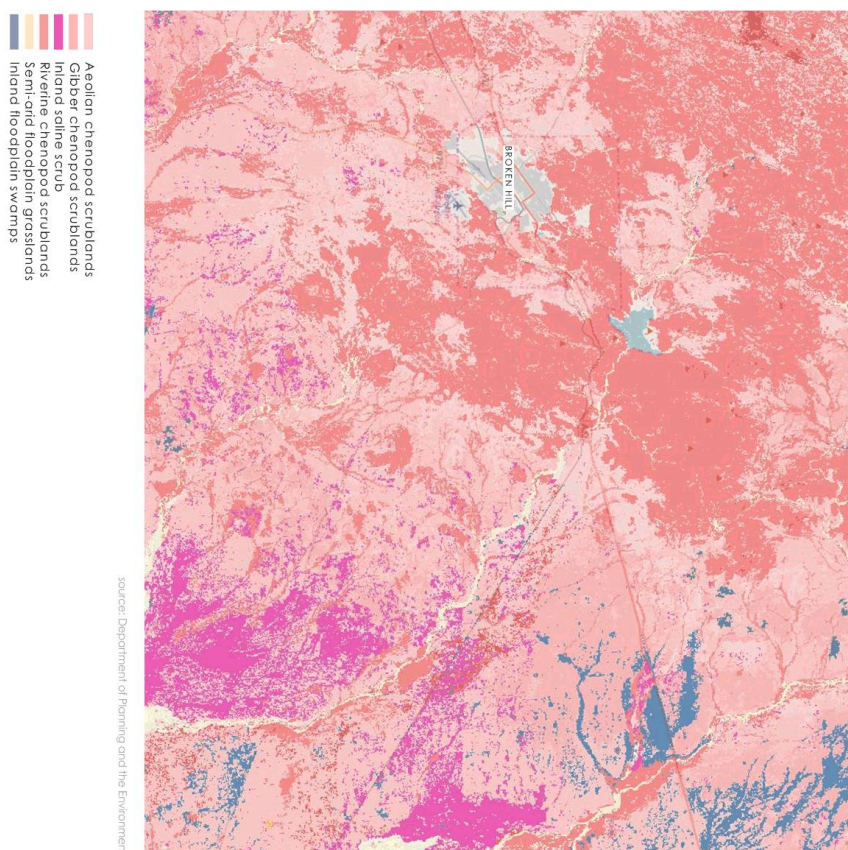 Aeolian chenopod scrublands
Gibber chenopod scrublands
Inland saline scrub
Riverine chenopod scrublands
Semi-arid floodplain grasslands
Inland floodplain swamps
BROKEN HILL
source: Department of Planning and the Environmen